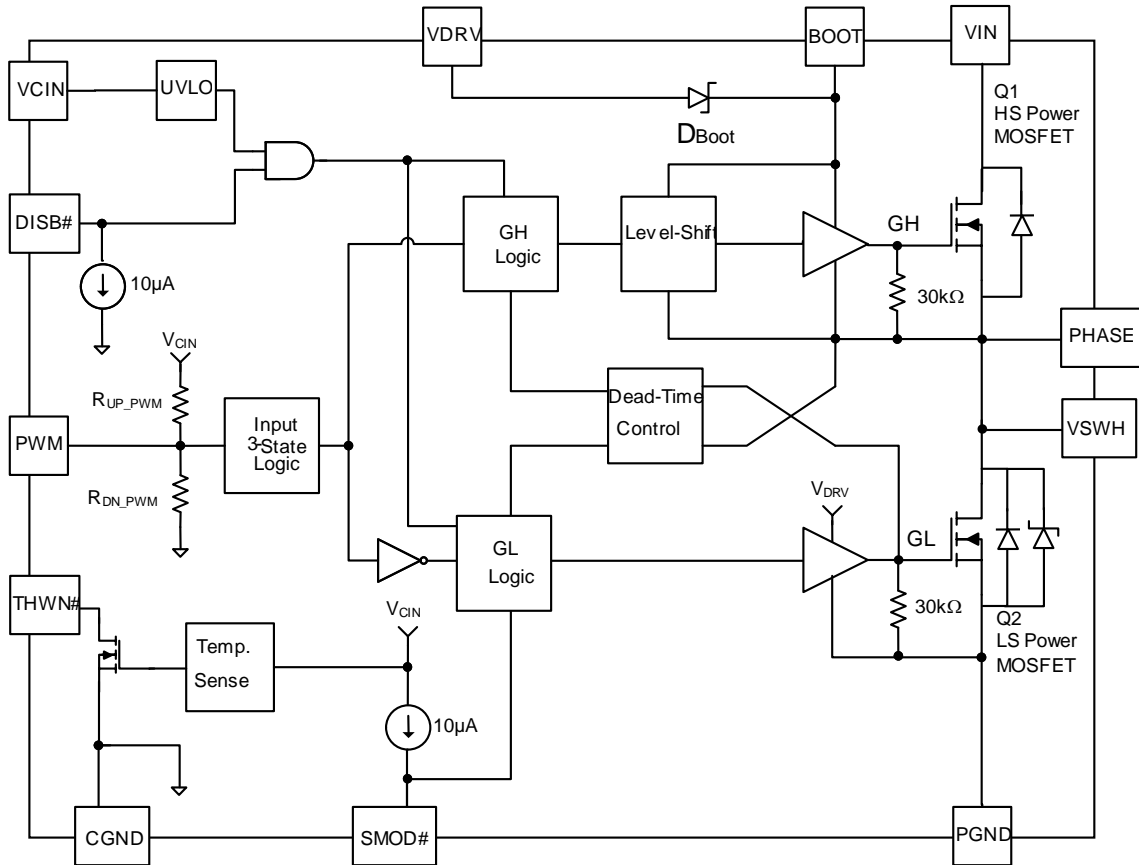 VDRV
BOOT
VIN
VCIN
UVLO
Q1
HS Power
MOSFET
DBoot
DISB#
GH
Logic
Level-Shift
GH
10µA
30kΩ
VCIN
PHASE
RUP_PWM
Dead-Time
Control
PWM
Input
3-State
Logic
VSWH
RDN_PWM
VDRV
GL
Logic
GL
THWN#
VCIN
30kΩ
Temp.
Sense
Q2
LS Power
MOSFET
10µA
CGND
SMOD#
PGND